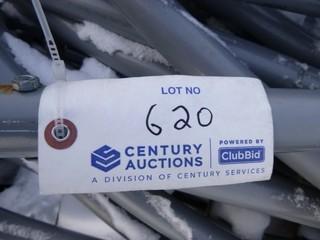 LOT NO
620
CENTURY AUCTIONS
POWERED BY
ClubBid
A DIVISION OF CENTURY SERVICES